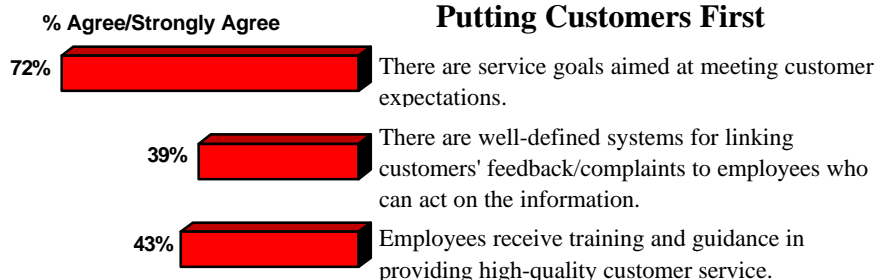 Putting Customers First
% Agree/Strongly Agree
72%
There are service goals aimed at meeting customer
expectations.
39%
There are well-defined systems for linking
customers' feedback/complaints to employees who
can act on the information.
43%
Employees receive training and guidance in
providing high-quality customer service.